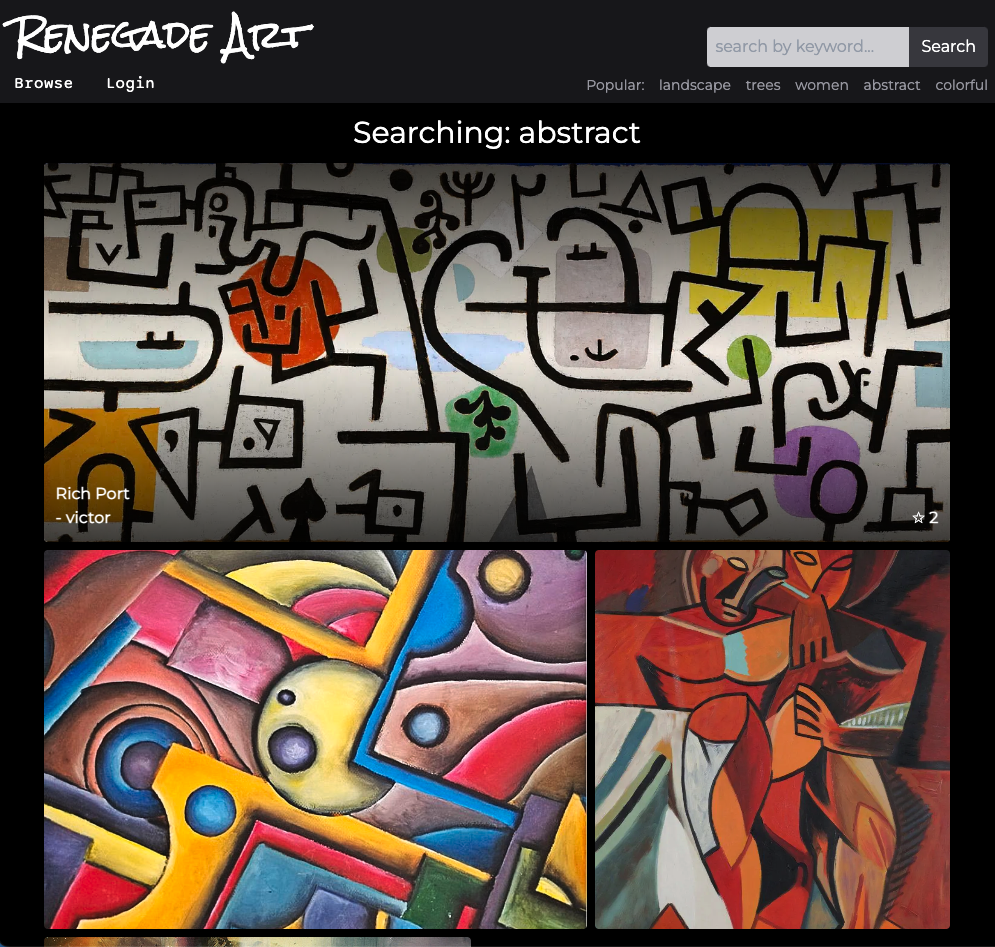 Renegade Art
search by keyword... Search
Browse Login
Popular: landscape trees women abstract colorful
Searching: abstract
Rich Port
- victor
2